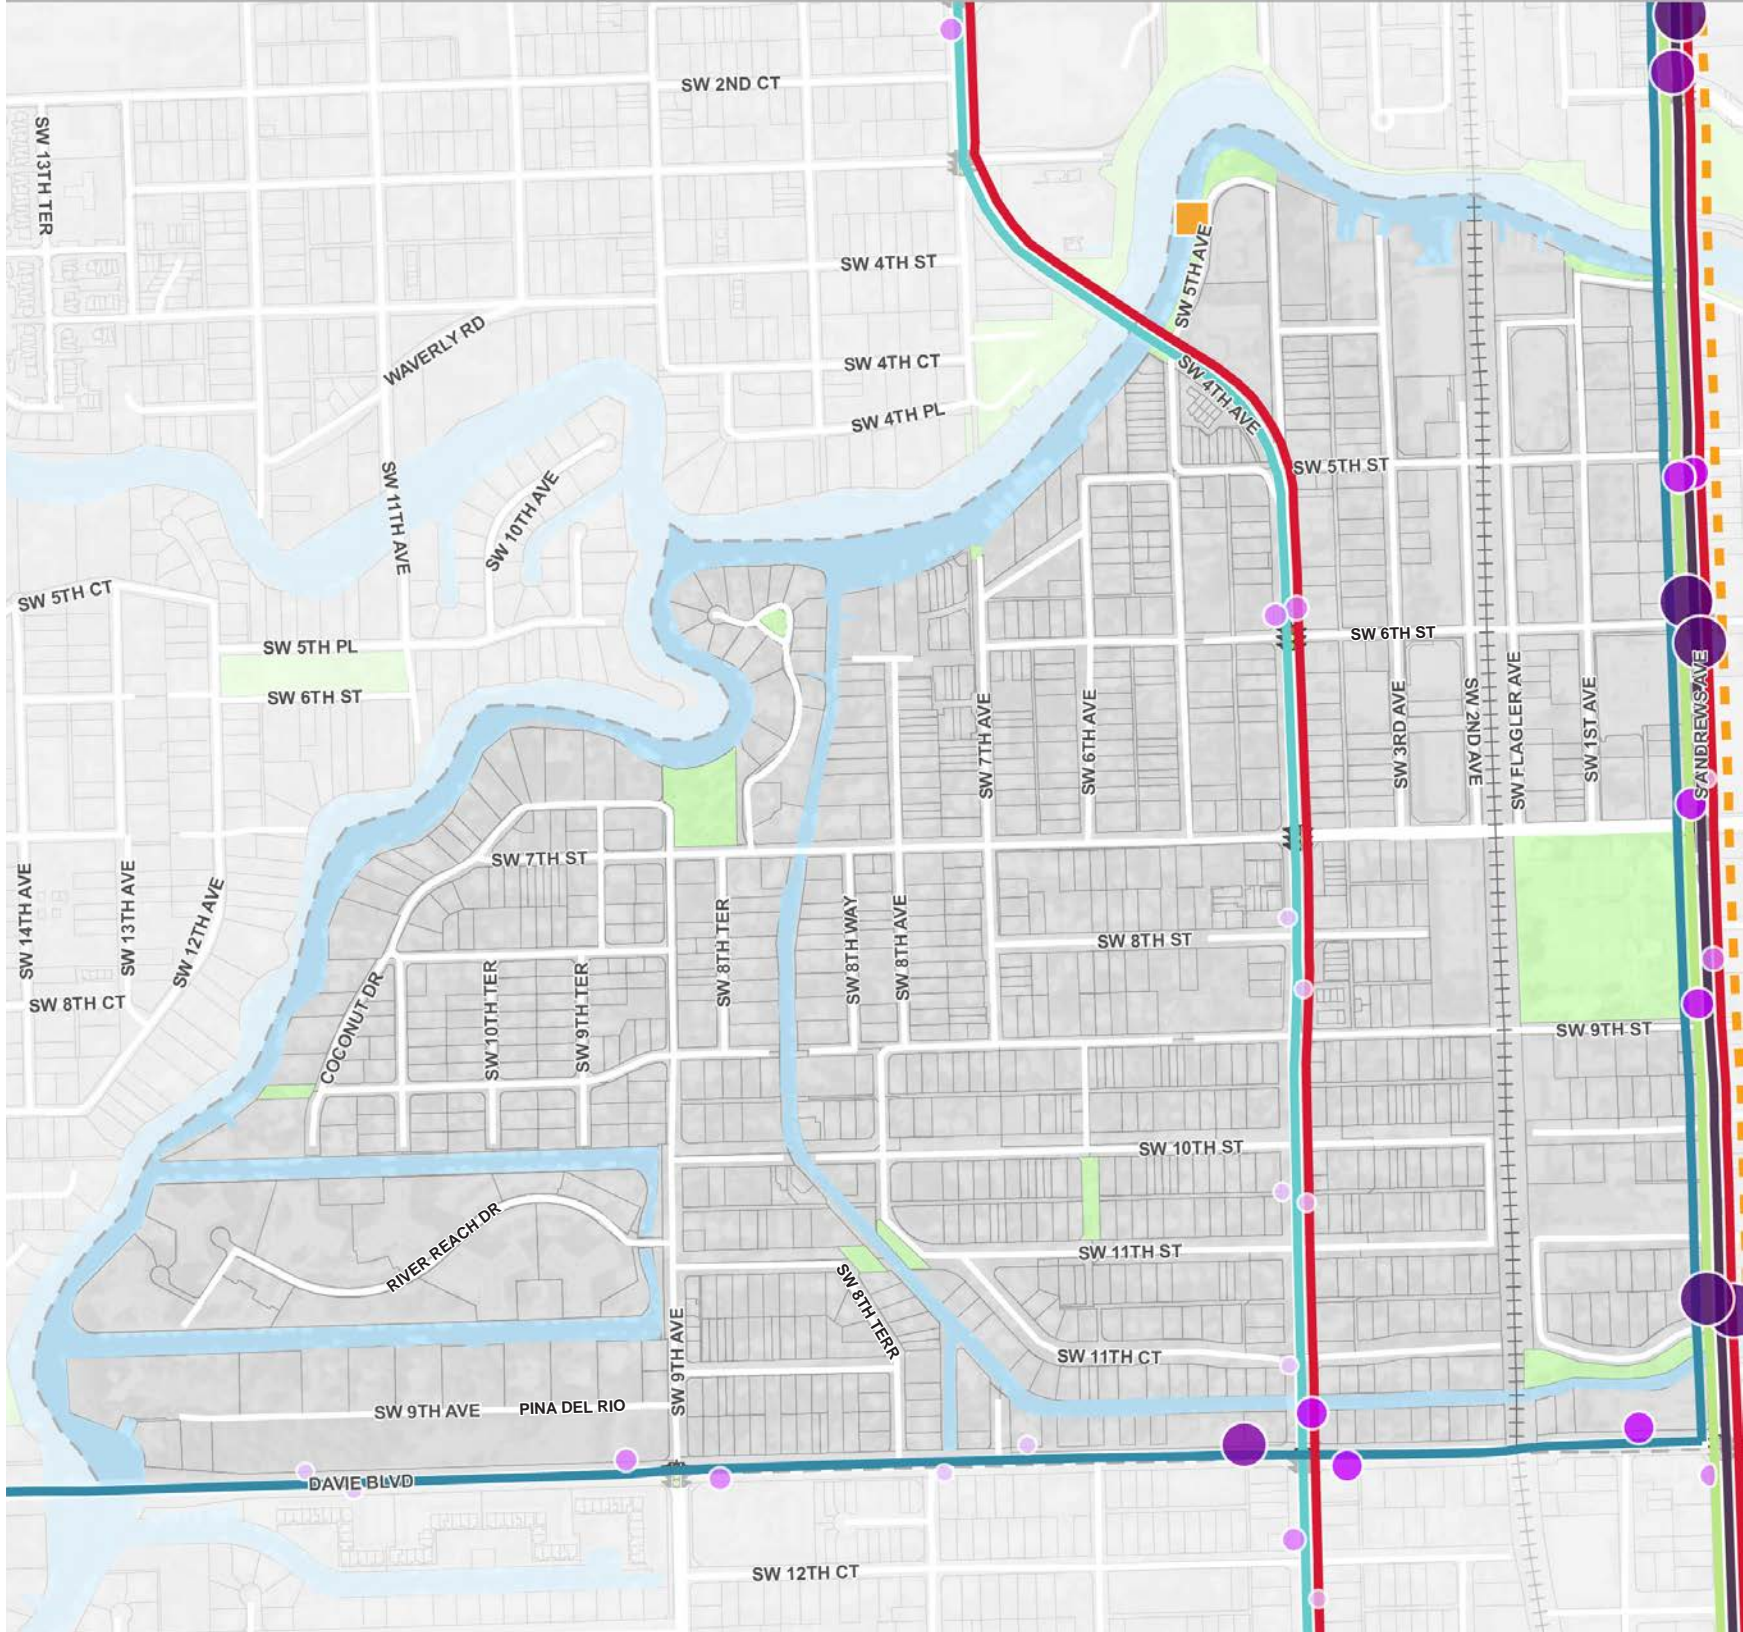 SW 2ND CT
SW 13TH TER
SW 4TH ST
SW 5TH AVE
WAVERLY RD
SW 4TH CT
SW 4TH AVE
SW 4TH PL
SW 5TH ST
SW 11TH AVE
SW 10TH AVE
SW 5TH CT
SW 5TH PL
SW 6TH ST
SW 6TH ST
SW 7TH AVE
SW 6TH AVE
SW 3RD AVE
SW 2ND AVE
SW FLAGLER AVE
SW 1ST AVE
S ANDREWS AVE
SW 7TH ST
SW 14TH AVE
SW 13TH AVE
SW 12TH AVE
SW 8TH TER
SW 8TH WAY
SW 8TH AVE
SW 8TH ST
SW 8TH CT
COCONUT DR
SW 10TH TER
SW 9TH TER
SW 9TH ST
SW 10TH ST
RIVER REACH DR
SW 11TH ST
SW 8TH TERR
SW 9TH AVE
SW 11TH CT
SW 9TH AVE
PINA DEL RIO
DAVIE BLVD
SW 12TH CT